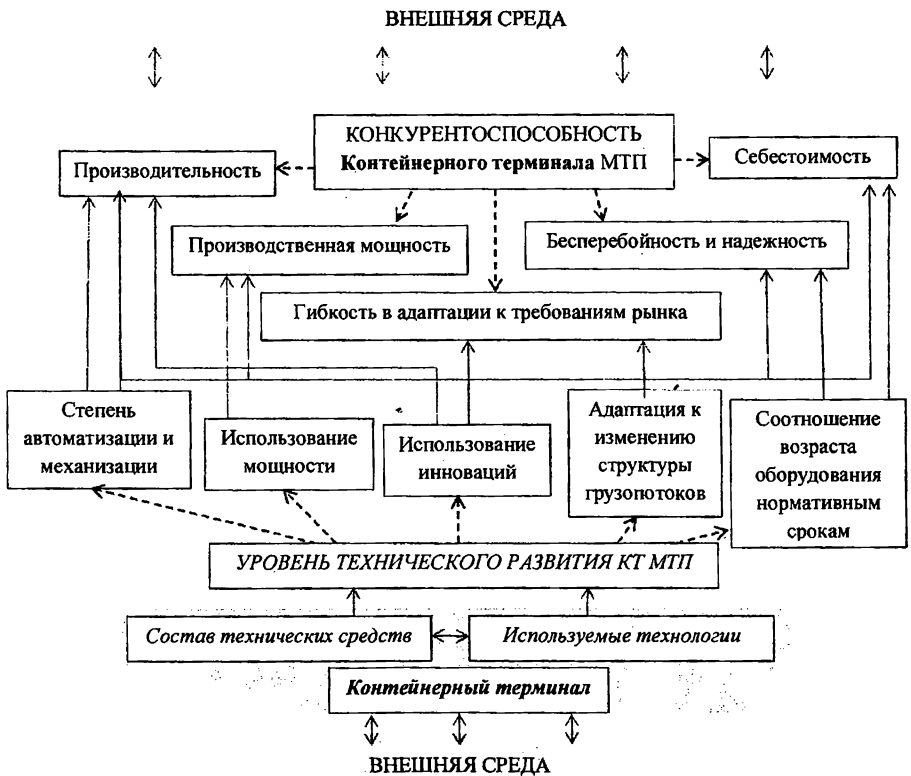 ВНЕШНЯЯ СРЕДА
КОНКУРЕНТОСПОСОБНОСТЬ
Контейнерного терминала МТП
Производительность
Себестоимость
Производственная мощность
Бесперебойность и надежность
Гибкость в адаптации к требованиям рынка
Степень
автоматизации и
механизации
Использование
мощности
Использование
инноваций
Адаптация к
изменению
структуры
грузопотоков
Соотношение
возраста
оборудования
нормативным
срокам
УРОВЕНЬ ТЕХНИЧЕСКОГО РАЗВИТИЯ КТ МТП
Состав технических средств
Используемые технологии
Контейнерный терминал
ВНЕШНЯЯ СРЕДА